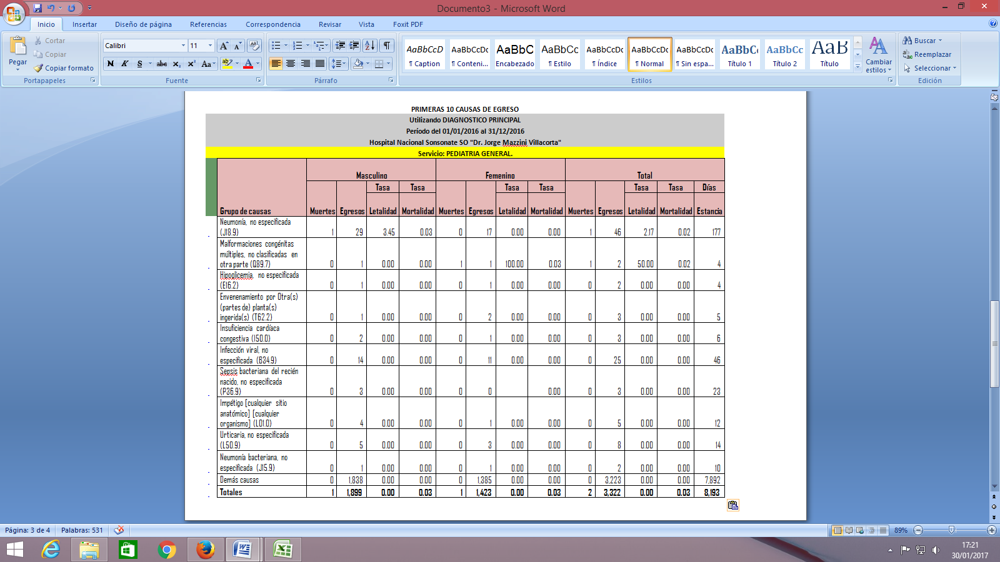 Documento3 - Microsoft Word
Inicio Insertar Diseño de página Referencias Correspondencia Revisar Vista Foxit PDF
Pegar
Cortar
Copiar
Copiar formato
Portapapeles
Calibri 11
N K S abc x₂ x² Aa
Fuente
Párrafo
AaBbCcD AaBbCcDc AaBbC AaBbCc AaBbCcDc AaBbCcDc AaBbCcDc AaBbCc AaBbCc AaB
¶ Caption ¶ Conteni... Encabezado ¶ Estilo ¶ Índice ¶ Normal ¶ Sin espa... Título 1 Título 2 Título
Cambiar estilos
Estilos
Buscar
Reemplazar
Seleccionar
Edición
PRIMERAS 10 CAUSAS DE EGRESO
Utilizando DIAGNOSTICO PRINCIPAL
Período del 01/01/2016 al 31/12/2016
Hospital Nacional Sonsonate SO "Dr. Jorge Mazzini Villacorta"
Servicio: PEDIATRIA GENERAL.
Masculino Femenino Total
Tasa Tasa Tasa Tasa Tasa Tasa Días
Grupo de causas Muertes Egresos Letalidad Mortalidad Muertes Egresos Letalidad Mortalidad Muertes Egresos Letalidad Mortalidad Estancia
Neumonía, no especificada
(J18.9) 1 29 3.45 0.03 0 17 0.00 0.00 1 46 2.17 0.02 177
Malformaciones congénitas
múltiples, no clasificadas en
otra parte (Q89.7) 0 1 0.00 0.00 1 1 100.00 0.03 1 2 50.00 0.02 4
Hipoglicemia, no especificada
(E16.2) 0 1 0.00 0.00 0 1 0.00 0.00 0 2 0.00 0.00 4
Envenenamiento por Otra(s)
(partes de) planta(s)
ingerida(s) (T62.2) 0 1 0.00 0.00 0 2 0.00 0.00 0 3 0.00 0.00 5
Insuficiencia cardíaca
congestiva (I50.0) 0 2 0.00 0.00 0 1 0.00 0.00 0 3 0.00 0.00 6
Infección viral, no
especificada (B34.9) 0 14 0.00 0.00 0 11 0.00 0.00 0 25 0.00 0.00 46
Sepsis bacteriana del recién
nacido, no especificada
(P36.9) 0 3 0.00 0.00 0 0 0.00 0 3 0.00 0.00 23
Impétigo [cualquier sitio
anatómico] [cualquier
organismo] (L01.0) 0 4 0.00 0.00 0 1 0.00 0.00 0 5 0.00 0.00 12
Urticaria, no especificada
(L50.9) 0 5 0.00 0.00 0 3 0.00 0.00 0 8 0.00 0.00 14
Neumonía bacteriana, no
especificada (J15.9) 0 1 0.00 0.00 0 1 0.00 0.00 0 2 0.00 0.00 10
Demás causas 0 1,838 0.00 0.00 0 1,385 0.00 0.00 0 3,223 0.00 0.00 7,892
Totales 1 1,899 0.00 0.03 1 1,423 0.00 0.03 2 3,322 0.00 0.03 8,193
Página: 3 de 4 Palabras: 531 89%
17:21
30/01/2017